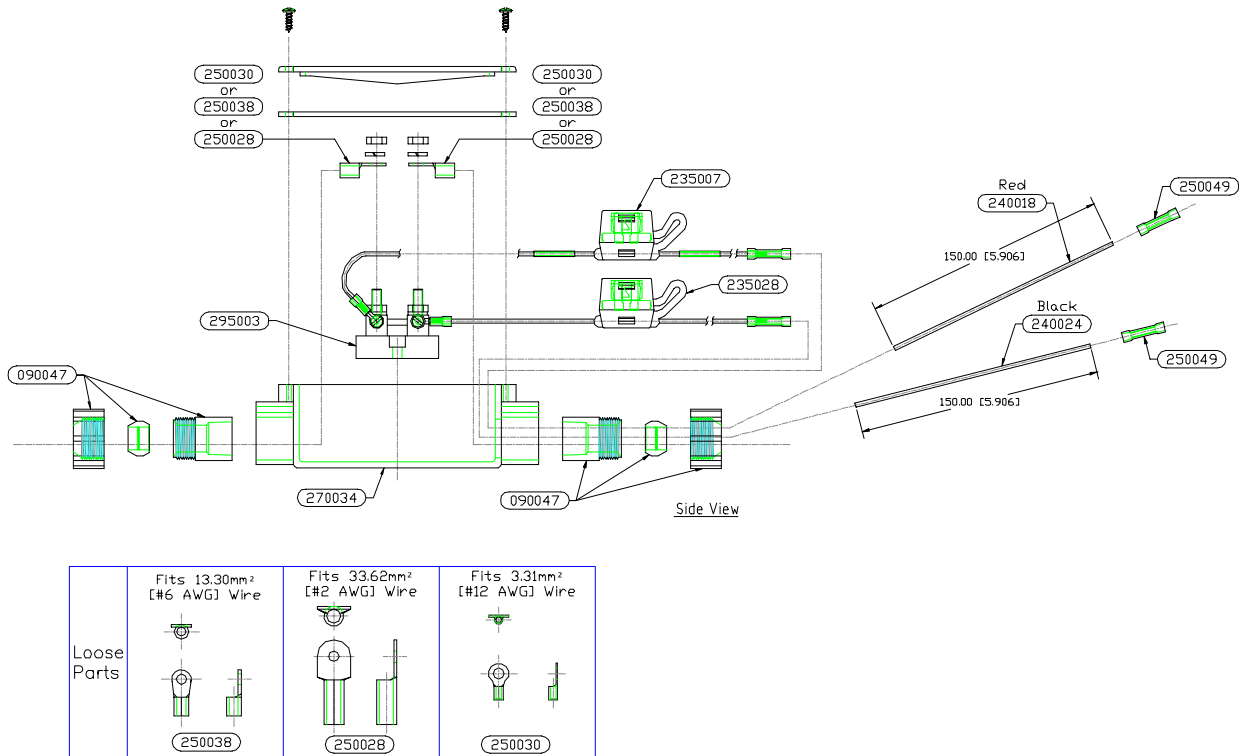 250030
or
250038
or
250028
250030
or
250038
or
250028
235007
Red
240018
250049
150.00 [5.906]
235028
295003
Black
240024
250049
150.00 [5.906]
090047
270034
090047
Side View
Loose
Parts
Fits 13.30mm²
[#6 AWG] Wire
250038
Fits 33.62mm²
[#2 AWG] Wire
250028
Fits 3.31mm²
[#12 AWG] Wire
250030